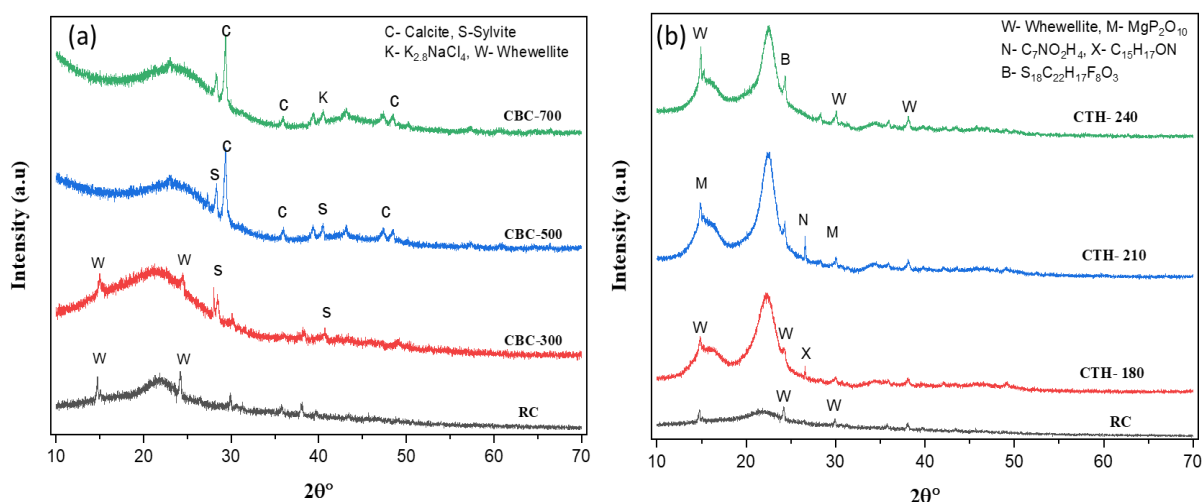 (a)
C- Calcite, S-Sylvite
K- K2.8NaCl4, W- Whewellite
C
C
K
C
CBC-700
C
S
C
S
C
CBC-500
W
W
S
S
CBC-300
W
W
RC
Intensity (a.u)
10 20 30 40 50 60 70
2θ°
(b)
W- Whewellite, M- MgP2O10
N- C7NO2H4, X- C15H17ON
B- S18C22H17F8O3
W
B
W
W
CTH- 240
M
N
M
CTH- 210
W
W
X
CTH- 180
W
W
RC
Intensity (a.u)
10 20 30 40 50 60 70
2θ°